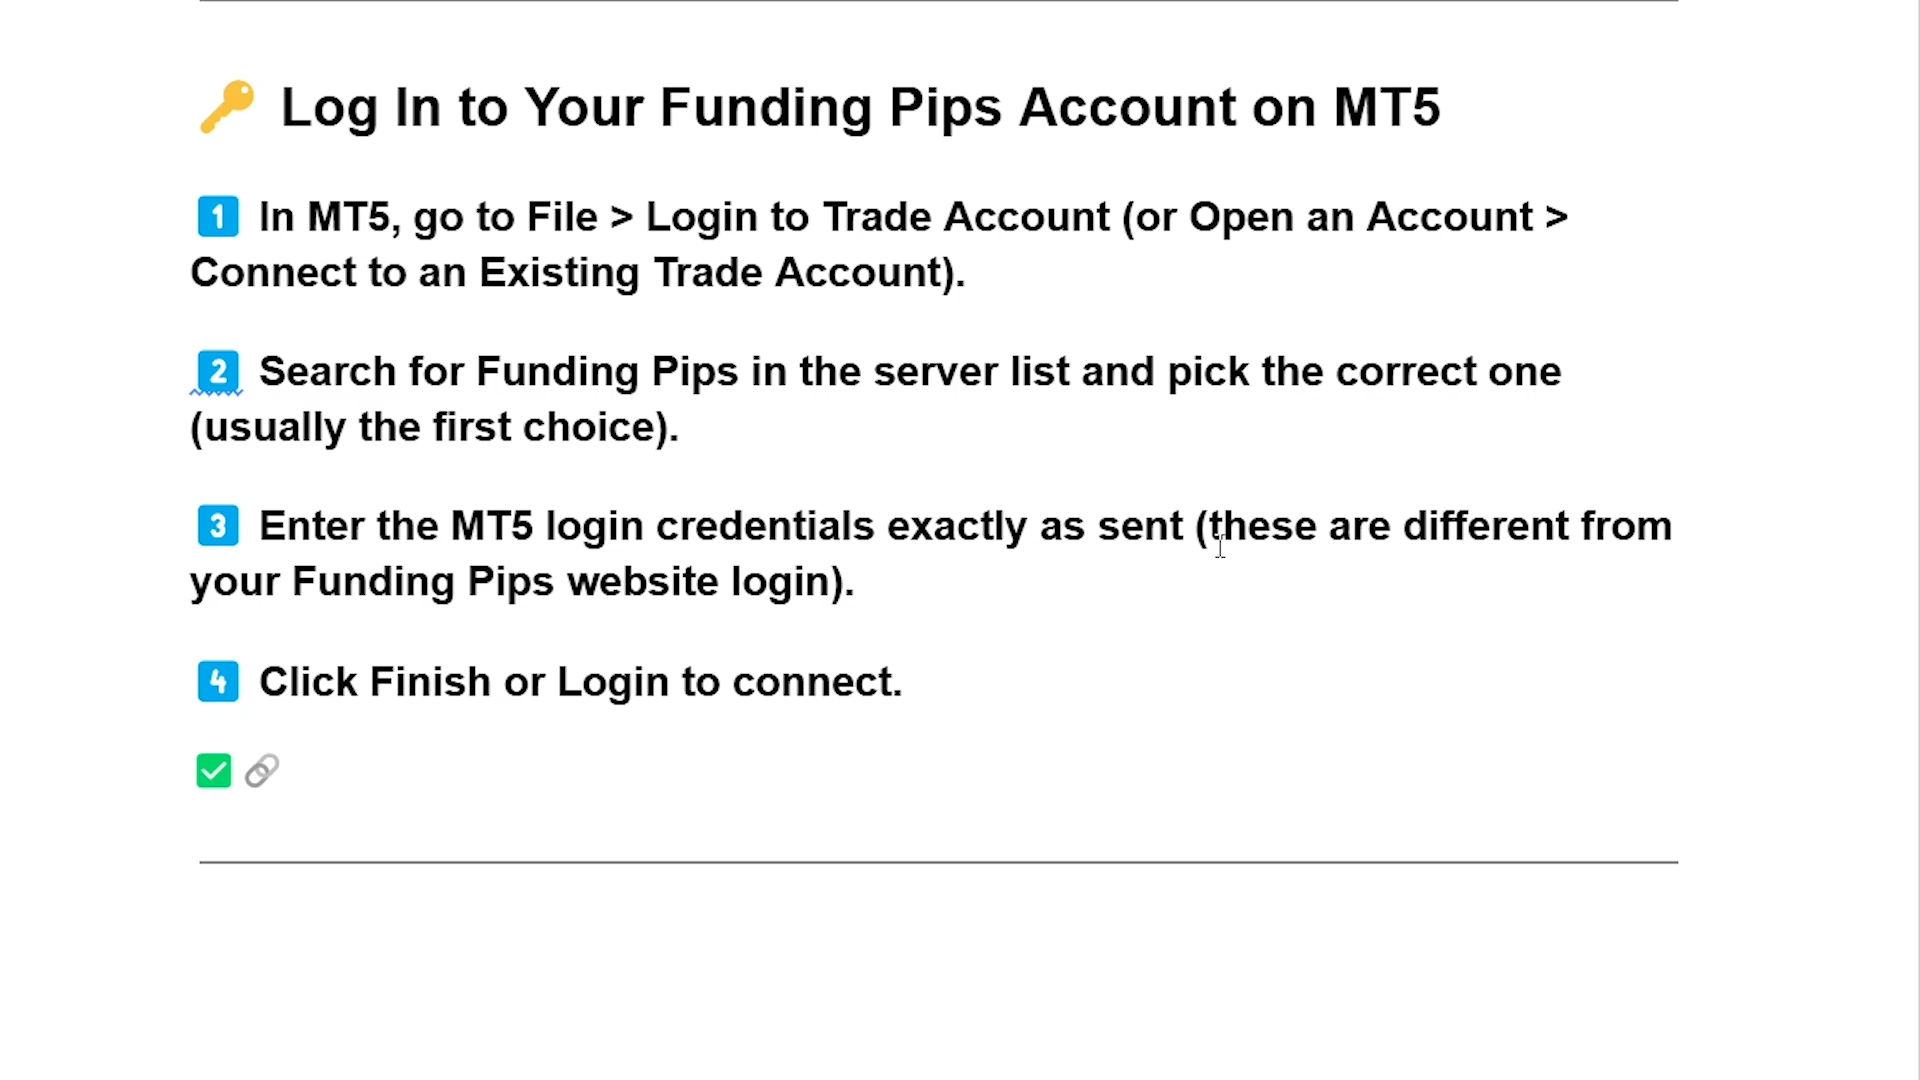 🔑 Log In to Your Funding Pips Account on MT5
1️⃣ In MT5, go to File > Login to Trade Account (or Open an Account >
Connect to an Existing Trade Account).
2️⃣ Search for Funding Pips in the server list and pick the correct one
(usually the first choice).
3️⃣ Enter the MT5 login credentials exactly as sent (these are different from
your Funding Pips website login).
4️⃣ Click Finish or Login to connect.
✅ 🔗